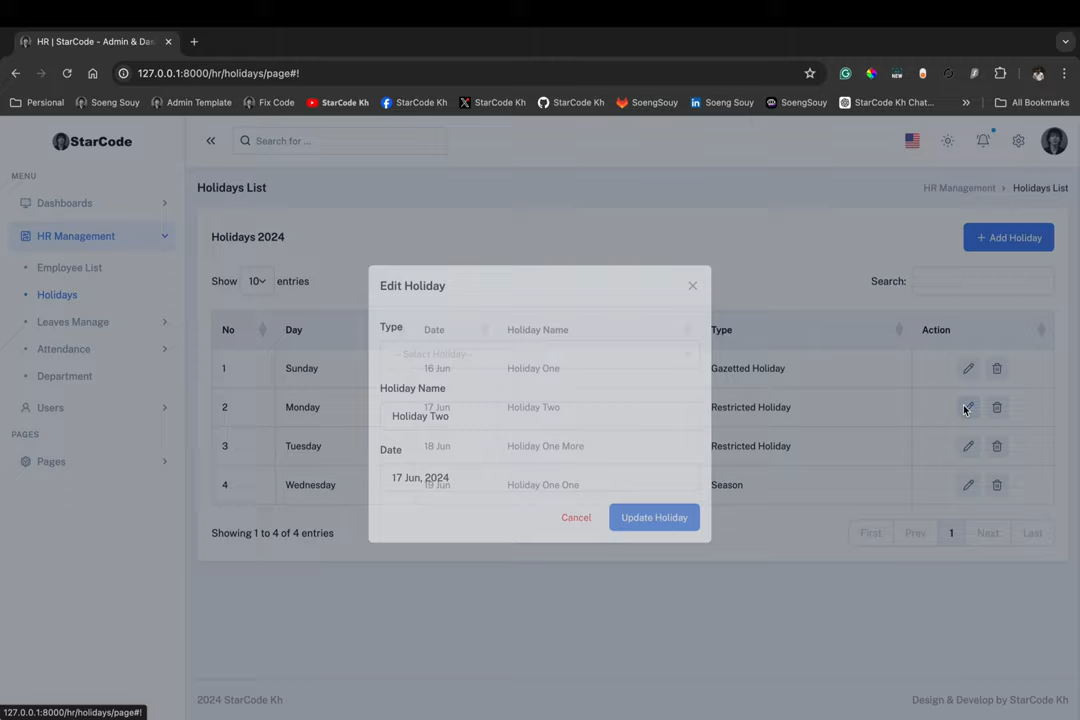 HR | StarCode - Admin & Das
127.0.0.1:8000/hr/holidays/page#!
Personal Soeng Souy Admin Template Fix Code StarCode Kh StarCode Kh StarCode Kh StarCode Kh SoengSouy Soeng Souy SoengSouy StarCode Kh Chat... » All Bookmarks
StarCode
Search for ...
MENU
Dashboards
HR Management
Employee List
Holidays
Leaves Manage
Attendance
Department
Users
PAGES
Pages
Holidays List
HR Management Holidays List
Holidays 2024
+ Add Holiday
Show 10 entries
Search:
No Day Date Holiday Name Type Action
1 Sunday 16 Jun Holiday One Gazetted Holiday
2 Monday 17 Jun Holiday Two Restricted Holiday
3 Tuesday 18 Jun Holiday One More Restricted Holiday
4 Wednesday 19 Jun Holiday One One Season
Showing 1 to 4 of 4 entries
First Prev 1 Next Last
Edit Holiday
Type
--Select Holiday--
Holiday Name
Holiday Two
Date
17 Jun, 2024
Cancel Update Holiday
2024 StarCode Kh
Design & Develop by StarCode Kh
127.0.0.1:8000/hr/holidays/page#!